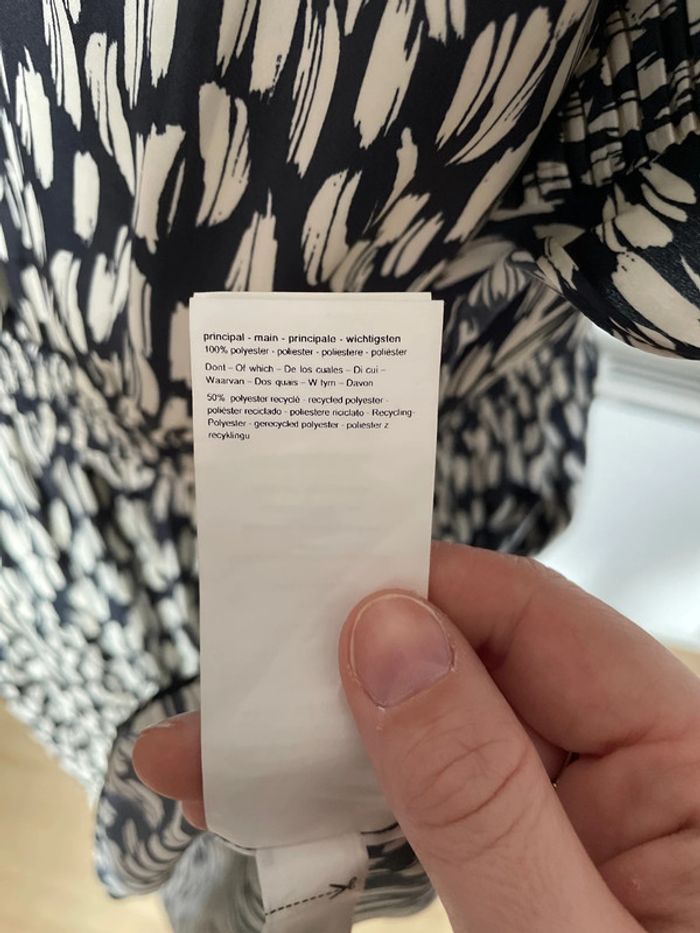 principal - main - principale - wichtigsten
100% polyester - poliester - poliestere - poliéster
Dont – Of which – De los cuales – Di cui –
Waarvan – Dos quais – W tym – Davon
50% polyester recyclé - recycled polyester -
poliéster reciclado - poliestere riciclato - Recycling-
Polyester - gerecycled polyester - poliester z
recyklingu